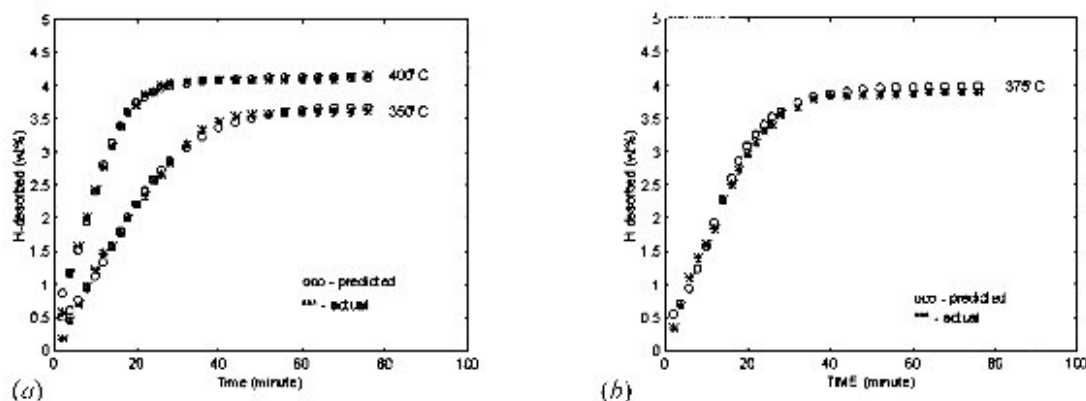 5
4.5
4
3.5
3
2.5
2
1.5
1
0.5
0
H-desorbed (wt%)
400°C
350°C
ooo - predicted
*** - actual
0 20 40 60 80 100
Time (minute)
(a)
5
4.5
4
3.5
3
2.5
2
1.5
1
0.5
0
H desorbed (wt%)
375°C
ooo - predicted
*** - actual
0 20 40 60 80 100
TIME (minute)
(b)